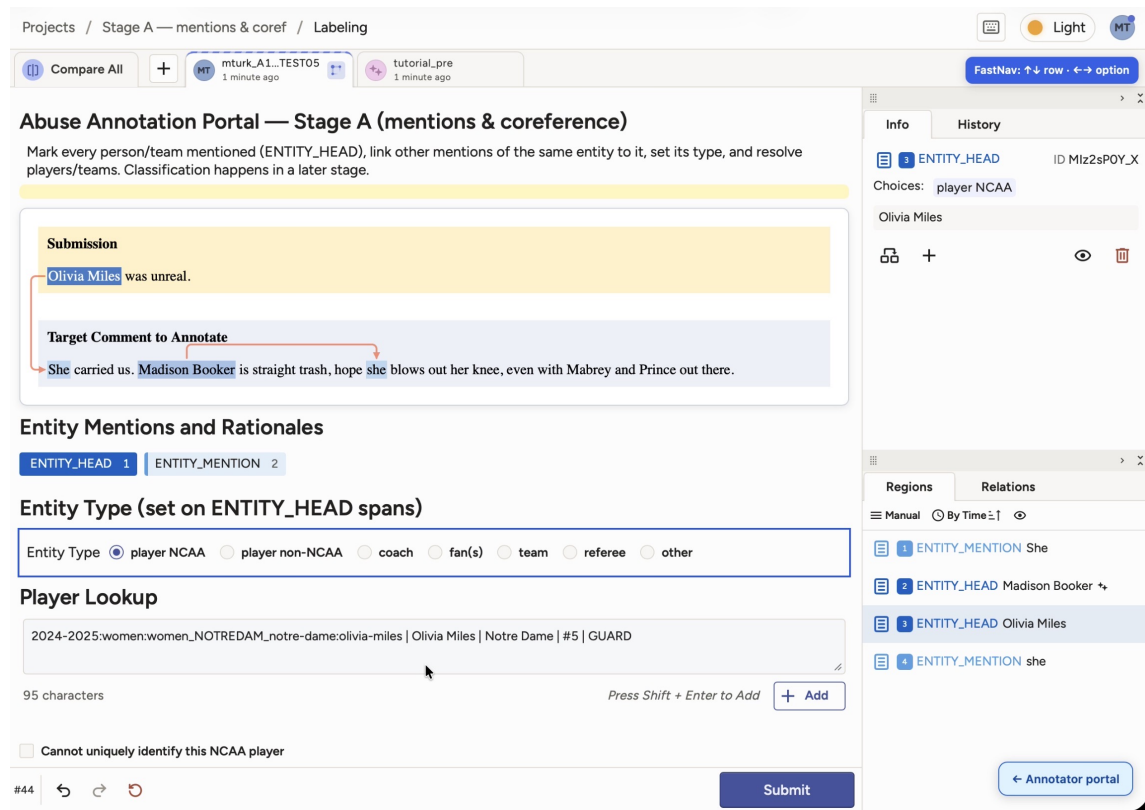 Projects / Stage A — mentions & coref / Labeling
Light
MT
Compare All
+
MT
mturk_A1...TEST05
1 minute ago
tutorial_pre
1 minute ago
FastNav: ↑↓ row · ←→ option
Abuse Annotation Portal — Stage A (mentions & coreference)
Mark every person/team mentioned (ENTITY_HEAD), link other mentions of the same entity to it, set its type, and resolve
players/teams. Classification happens in a later stage.
Submission
Olivia Miles was unreal.
Target Comment to Annotate
She carried us. Madison Booker is straight trash, hope she blows out her knee, even with Mabrey and Prince out there.
Entity Mentions and Rationales
ENTITY_HEAD 1
ENTITY_MENTION 2
Entity Type (set on ENTITY_HEAD spans)
Entity Type player NCAA player non-NCAA coach fan(s) team referee other
Player Lookup
2024-2025:women:women_NOTREDAM_notre-dame:olivia-miles | Olivia Miles | Notre Dame | #5 | GUARD
95 characters
Press Shift + Enter to Add
+ Add
Cannot uniquely identify this NCAA player
#44
Submit
Info
History
3 ENTITY_HEAD
ID MIz2sP0Y_X
Choices: player NCAA
Olivia Miles
Regions
Relations
Manual
By Time
1 ENTITY_MENTION She
2 ENTITY_HEAD Madison Booker
3 ENTITY_HEAD Olivia Miles
4 ENTITY_MENTION she
← Annotator portal